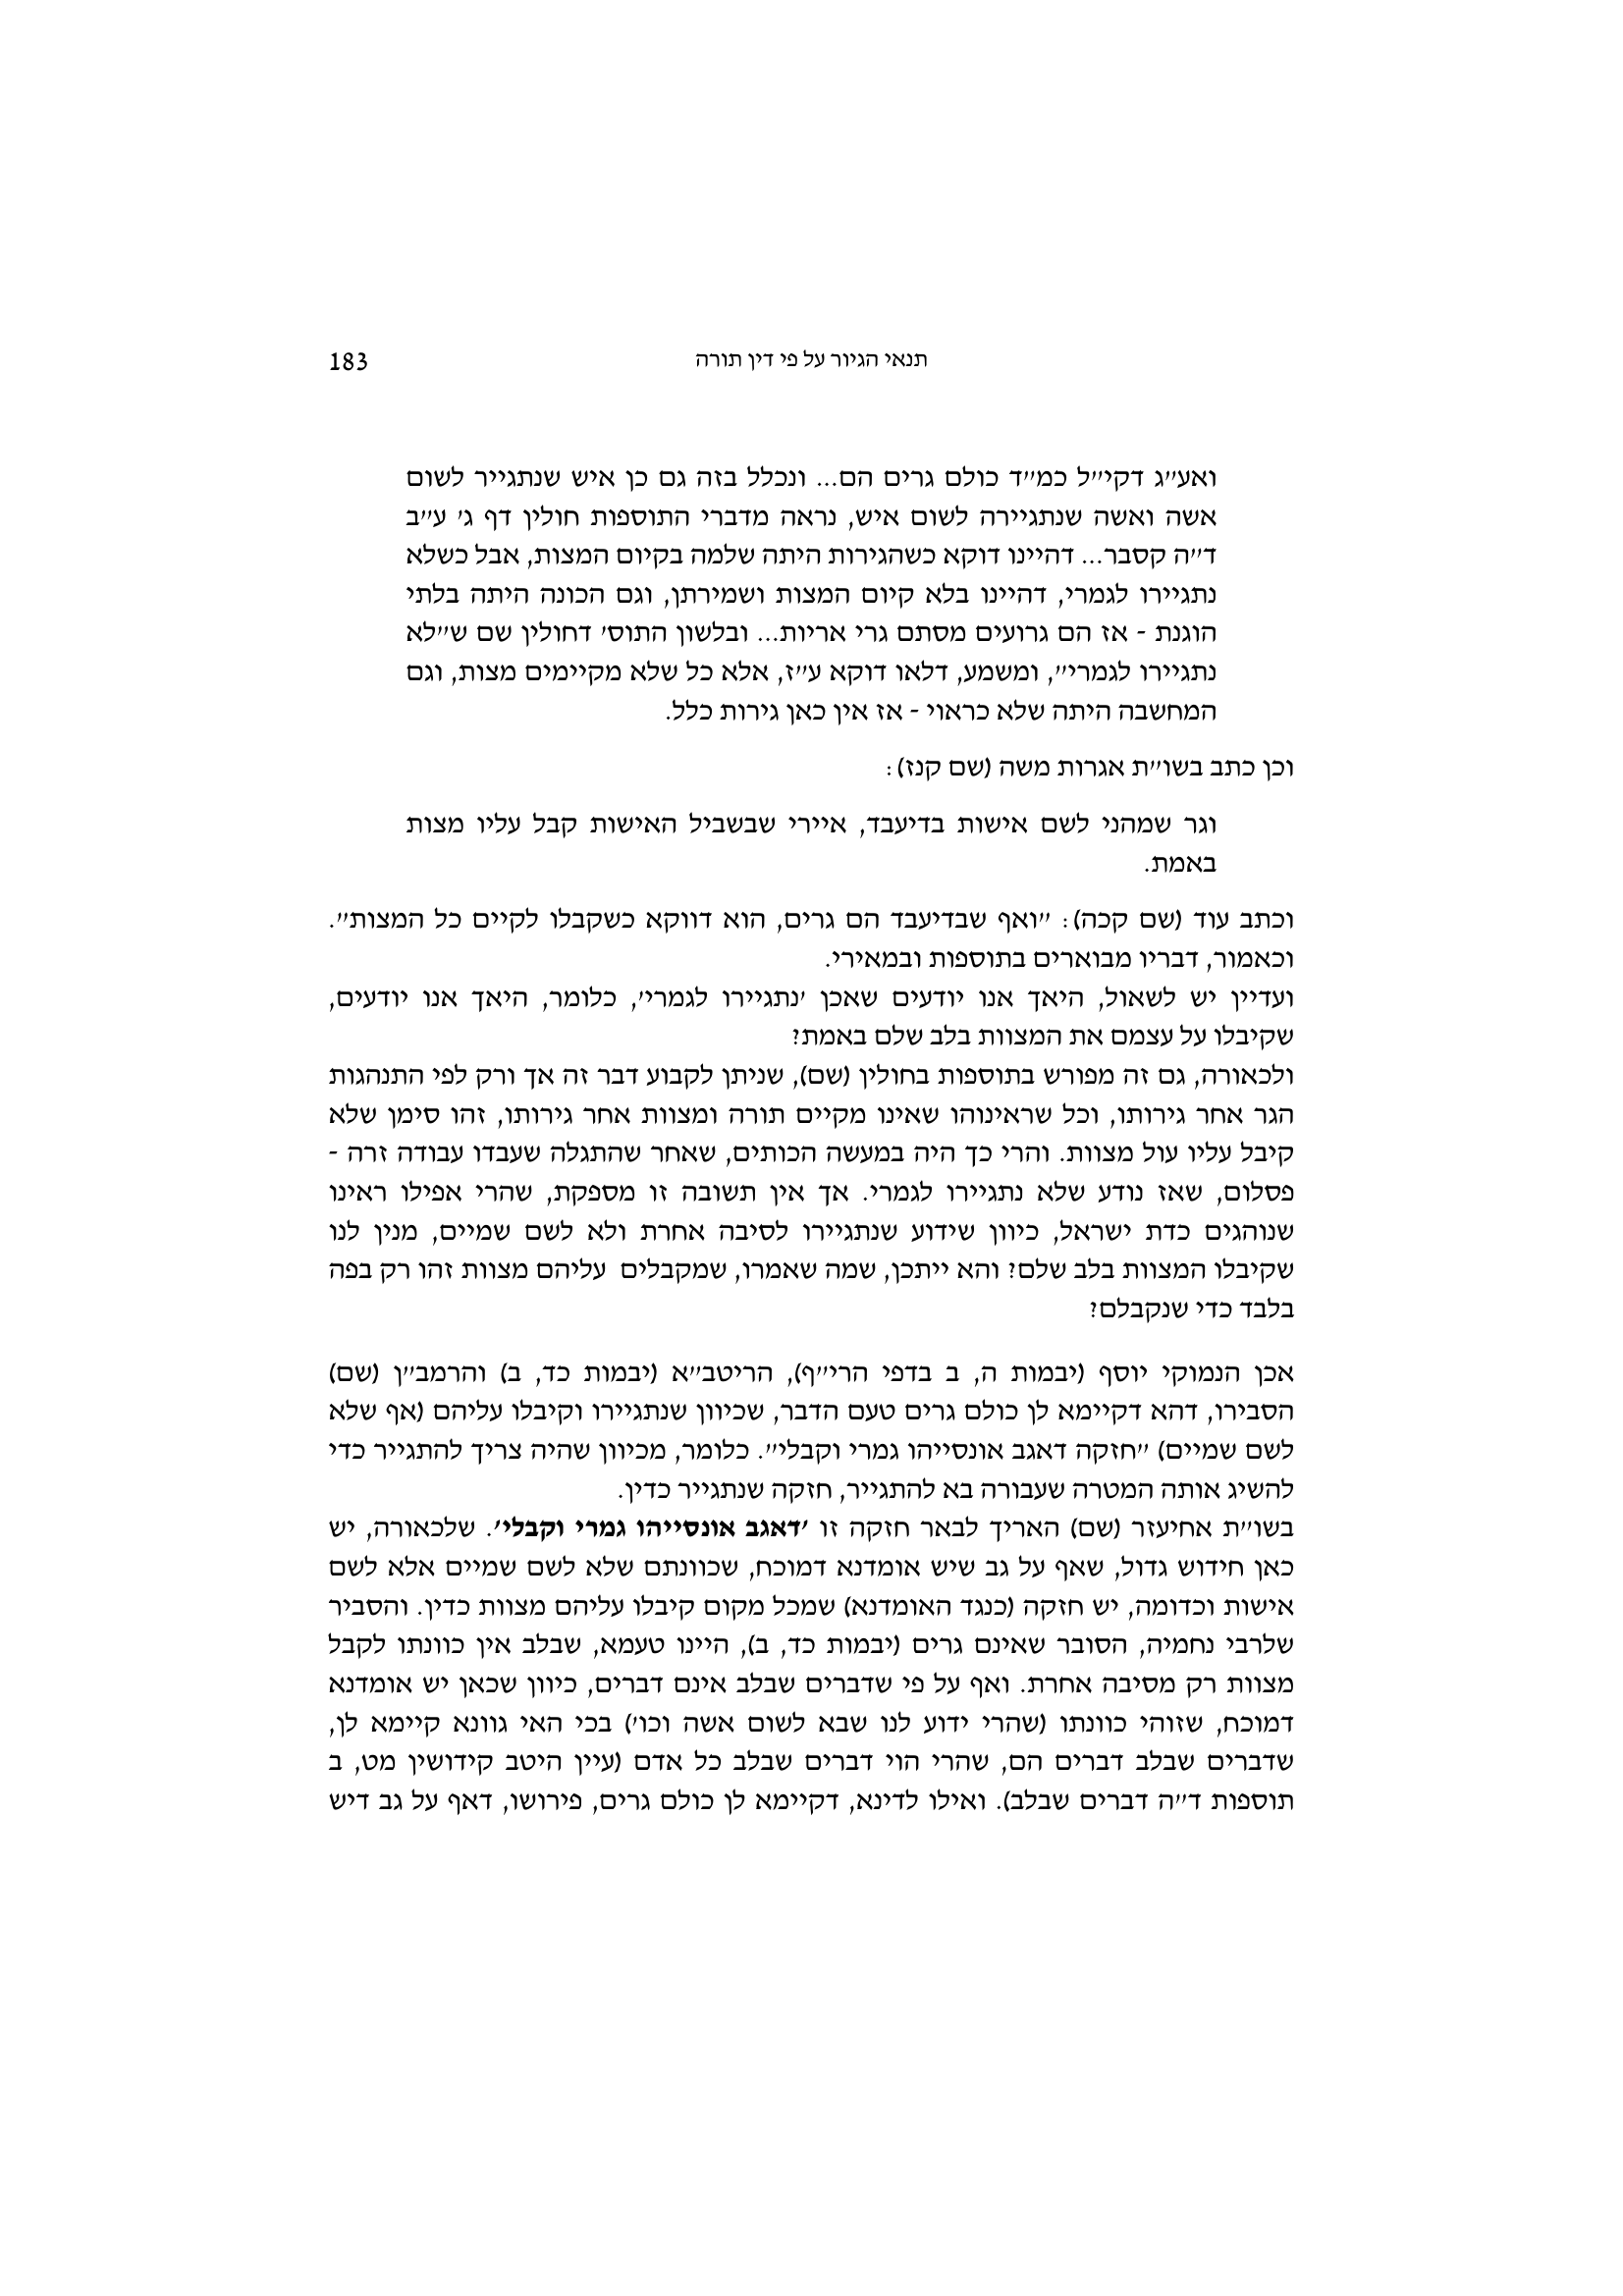 תנאי הגיור על פי דין תורה 183
ואע״ג דקי״ל כמ״ד כולם גרים הם... ונכלל בזה גם כן איש שנתגייר לשום
אשה ואשה שנתגיירה לשום איש, נראה מדברי התוספות חולין דף ג׳ ע״ב
ד״ה קסבר... דהיינו דוקא כשהגירות היתה שלמה בקיום המצות, אבל כשלא
נתגיירו לגמרי, דהיינו בלא קיום המצות ושמירתן, וגם הכונה היתה בלתי
הוגנת - אז הם גרועים מסתם גרי אריות... ובלשון התוס׳ דחולין שם ש״לא
נתגיירו לגמרי״, ומשמע, דלאו דוקא ע״ז, אלא כל שלא מקיימים מצות, וגם
המחשבה היתה שלא כראוי - אז אין כאן גירות כלל.
וכן כתב בשו״ת אגרות משה (שם קנז):
וגר שמהני לשם אישות בדיעבד, איירי שבשביל האישות קבל עליו מצות
באמת.
וכתב עוד (שם קכה): ״ואף שבדיעבד הם גרים, הוא דווקא כשקבלו לקיים כל המצות״.
וכאמור, דבריו מבוארים בתוספות ובמאירי.
ועדיין יש לשאול, היאך אנו יודעים שאכן ׳נתגיירו לגמרי׳, כלומר, היאך אנו יודעים,
שקיבלו על עצמם את המצוות בלב שלם באמת?
ולכאורה, גם זה מפורש בתוספות בחולין (שם), שניתן לקבוע דבר זה אך ורק לפי התנהגות
הגר אחר גירותו, וכל שראינוהו שאינו מקיים תורה ומצוות אחר גירותו, זהו סימן שלא
קיבל עליו עול מצוות. והרי כך היה במעשה הכותים, שאחר שהתגלה שעבדו עבודה זרה -
פסלום, שאז נודע שלא נתגיירו לגמרי. אך אין תשובה זו מספקת, שהרי אפילו ראינו
שנוהגים כדת ישראל, כיוון שידוע שנתגיירו לסיבה אחרת ולא לשם שמיים, מנין לנו
שקיבלו המצוות בלב שלם? והא ייתכן, שמה שאמרו, שמקבלים עליהם מצוות זהו רק בפה
בלבד כדי שנקבלם?
אכן הנמוקי יוסף (יבמות ה, ב בדפי הרי״ף), הריטב״א (יבמות כד, ב) והרמב״ן (שם)
הסבירו, דהא דקיימא לן כולם גרים טעם הדבר, שכיוון שנתגיירו וקיבלו עליהם (אף שלא
לשם שמיים) ״חזקה דאגב אונסייהו גמרי וקבלי״. כלומר, מכיוון שהיה צריך להתגייר כדי
להשיג אותה המטרה שעבורה בא להתגייר, חזקה שנתגייר כדין.
בשו״ת אחיעזר (שם) האריך לבאר חזקה זו ׳דאגב אונסייהו גמרי וקבלי׳. שלכאורה, יש
כאן חידוש גדול, שאף על גב שיש אומדנא דמוכח, שכוונתם שלא לשם שמיים אלא לשם
אישות וכדומה, יש חזקה (כנגד האומדנא) שמכל מקום קיבלו עליהם מצוות כדין. והסביר
שלרבי נחמיה, הסובר שאינם גרים (יבמות כד, ב), היינו טעמא, שבלב אין כוונתו לקבל
מצוות רק מסיבה אחרת. ואף על פי שדברים שבלב אינם דברים, כיוון שכאן יש אומדנא
דמוכח, שזוהי כוונתו (שהרי ידוע לנו שבא לשום אשה וכו׳) בכי האי גוונא קיימא לן,
שדברים שבלב דברים הם, שהרי הוי דברים שבלב כל אדם (עיין היטב קידושין מט, ב
תוספות ד״ה דברים שבלב). ואילו לדינא, דקיימא לן כולם גרים, פירושו, דאף על גב דיש